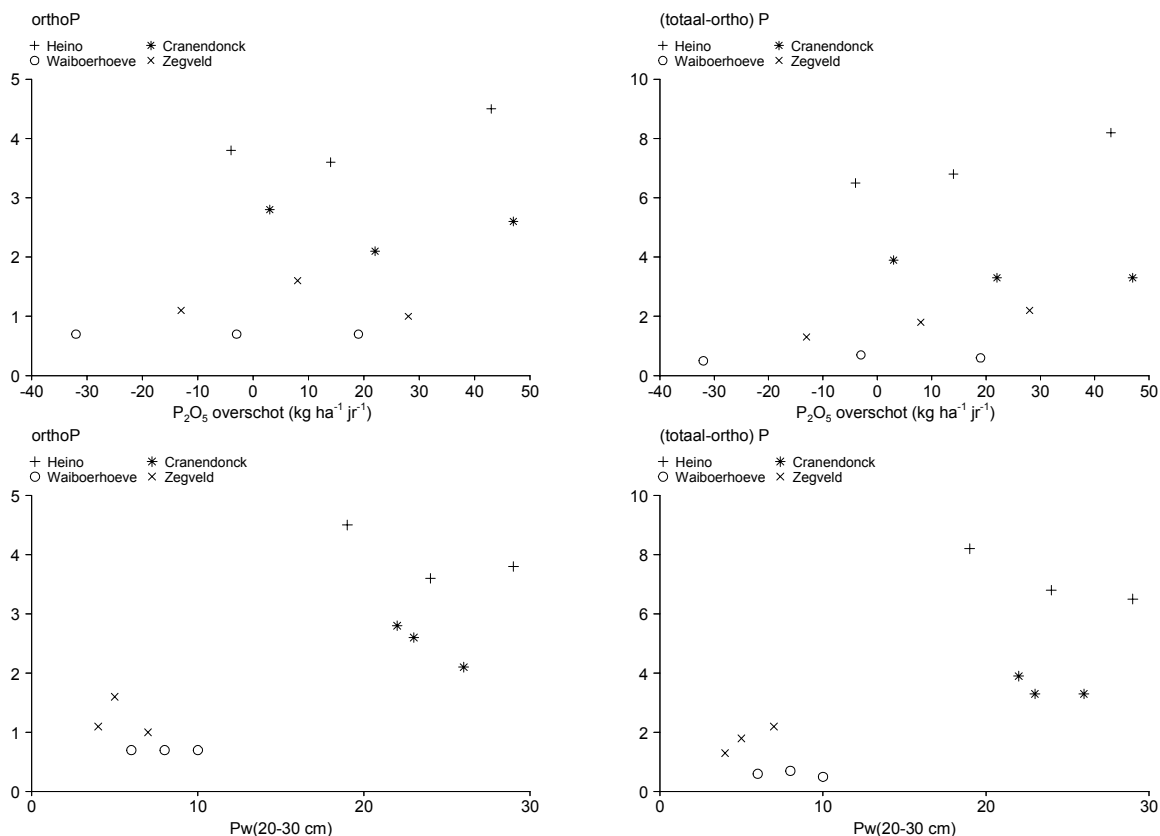 orthoP
+ Heino ✳ Cranendonck
○ Waiboerhoeve × Zegveld
5
4
3
2
1
0
-40 -30 -20 -10 0 10 20 30 40 50
P₂O₅ overschot (kg ha⁻¹ jr⁻¹)
(totaal-ortho) P
+ Heino ✳ Cranendonck
○ Waiboerhoeve × Zegveld
10
8
6
4
2
0
-40 -30 -20 -10 0 10 20 30 40 50
P₂O₅ overschot (kg ha⁻¹ jr⁻¹)
orthoP
+ Heino ✳ Cranendonck
○ Waiboerhoeve × Zegveld
5
4
3
2
1
0
0 10 20 30
Pw(20-30 cm)
(totaal-ortho) P
+ Heino ✳ Cranendonck
○ Waiboerhoeve × Zegveld
10
8
6
4
2
0
0 10 20 30
Pw(20-30 cm)